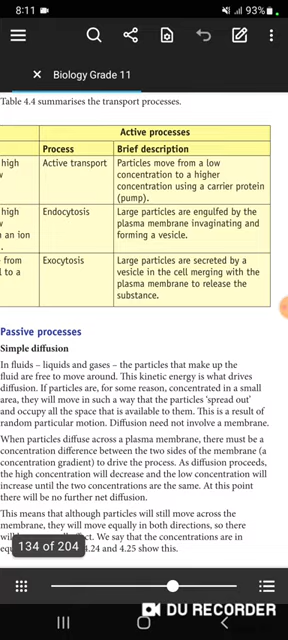 8:11
93%
Biology Grade 11
Table 4.4 summarises the transport processes.
Active processes
Process Brief description
high
Active transport Particles move from a low
concentration to a higher
concentration using a carrier protein
(pump).
high
an ion
Endocytosis Large particles are engulfed by the
plasma membrane invaginating and
forming a vesicle.
from
l to a
Exocytosis Large particles are secreted by a
vesicle in the cell merging with the
plasma membrane to release the
substance.
Passive processes
Simple diffusion
In fluids – liquids and gases – the particles that make up the
fluid are free to move around. This kinetic energy is what drives
diffusion. If particles are, for some reason, concentrated in a small
area, they will move in such a way that the particles 'spread out'
and occupy all the space that is available to them. This is a result of
random particular motion. Diffusion need not involve a membrane.
When particles diffuse across a plasma membrane, there must be a
concentration difference between the two sides of the membrane (a
concentration gradient) to drive the process. As diffusion proceeds,
the high concentration will decrease and the low concentration will
increase until the two concentrations are the same. At this point
there will be no further net diffusion.
This means that although particles will still move across the
membrane, they will move equally in both directions, so there
We say that the concentrations are in
4.24 and 4.25 show this.
134 of 204
DU RECORDER